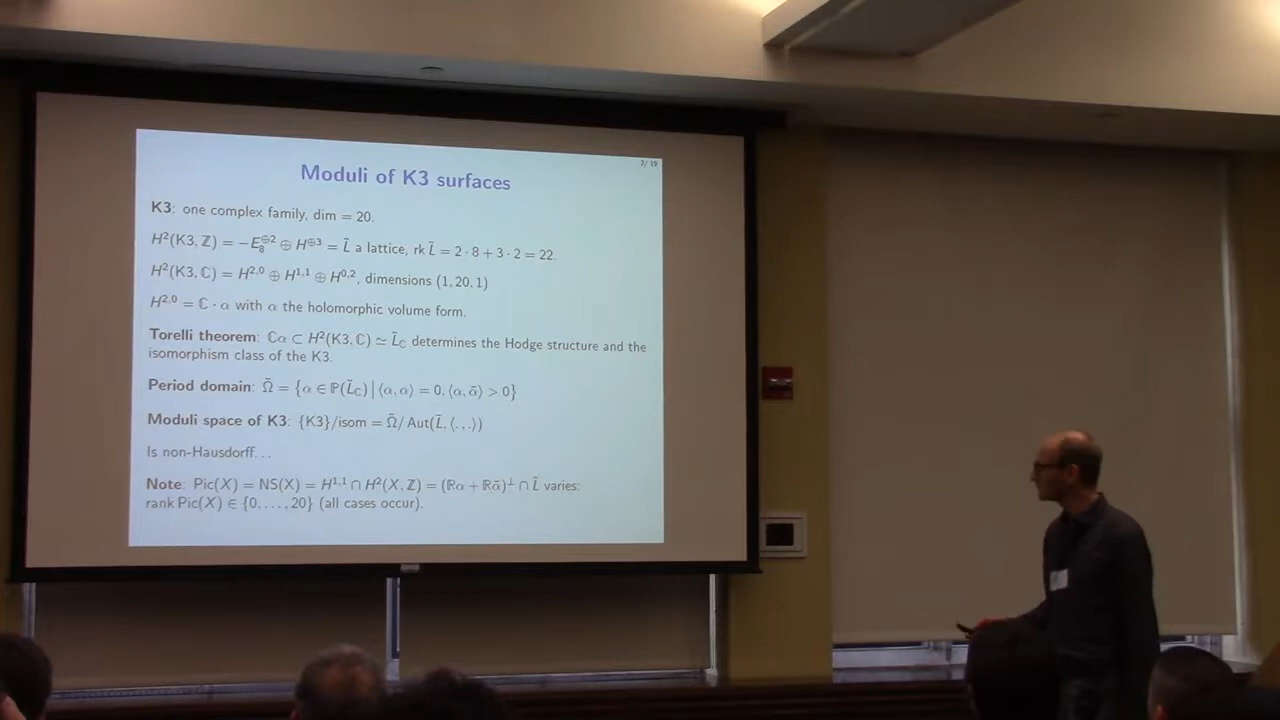 2/ 19
Moduli of K3 surfaces
K3: one complex family, dim = 20.
H²(K3, ℤ) = −E₈^{⊕2} ⊕ H^{⊕3} = L̃ a lattice, rk L̃ = 2 · 8 + 3 · 2 = 22.
H²(K3, ℂ) = H^{2,0} ⊕ H^{1,1} ⊕ H^{0,2}, dimensions (1, 20, 1)
H^{2,0} = ℂ · α with α the holomorphic volume form.
Torelli theorem: ℂα ⊂ H²(K3, ℂ) ≃ L̃_ℂ determines the Hodge structure and the
isomorphism class of the K3.
Period domain: Ω̃ = {α ∈ ℙ(L̃_ℂ) | ⟨α, α⟩ = 0, ⟨α, ᾱ⟩ > 0}
Moduli space of K3: {K3}/isom = Ω̃/ Aut(L̃, ⟨. . .⟩)
Is non-Hausdorff. . .
Note: Pic(X) = NS(X) = H^{1,1} ∩ H²(X, ℤ) = (ℝα + ℝᾱ)^⊥ ∩ L̃ varies:
rank Pic(X) ∈ {0, . . . , 20} (all cases occur).